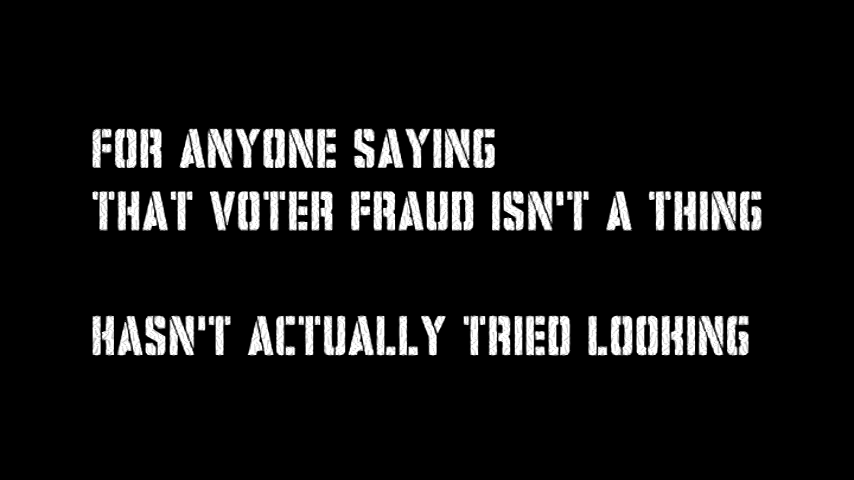 FOR ANYONE SAYING
THAT VOTER FRAUD ISN'T A THING
HASN'T ACTUALLY TRIED LOOKING